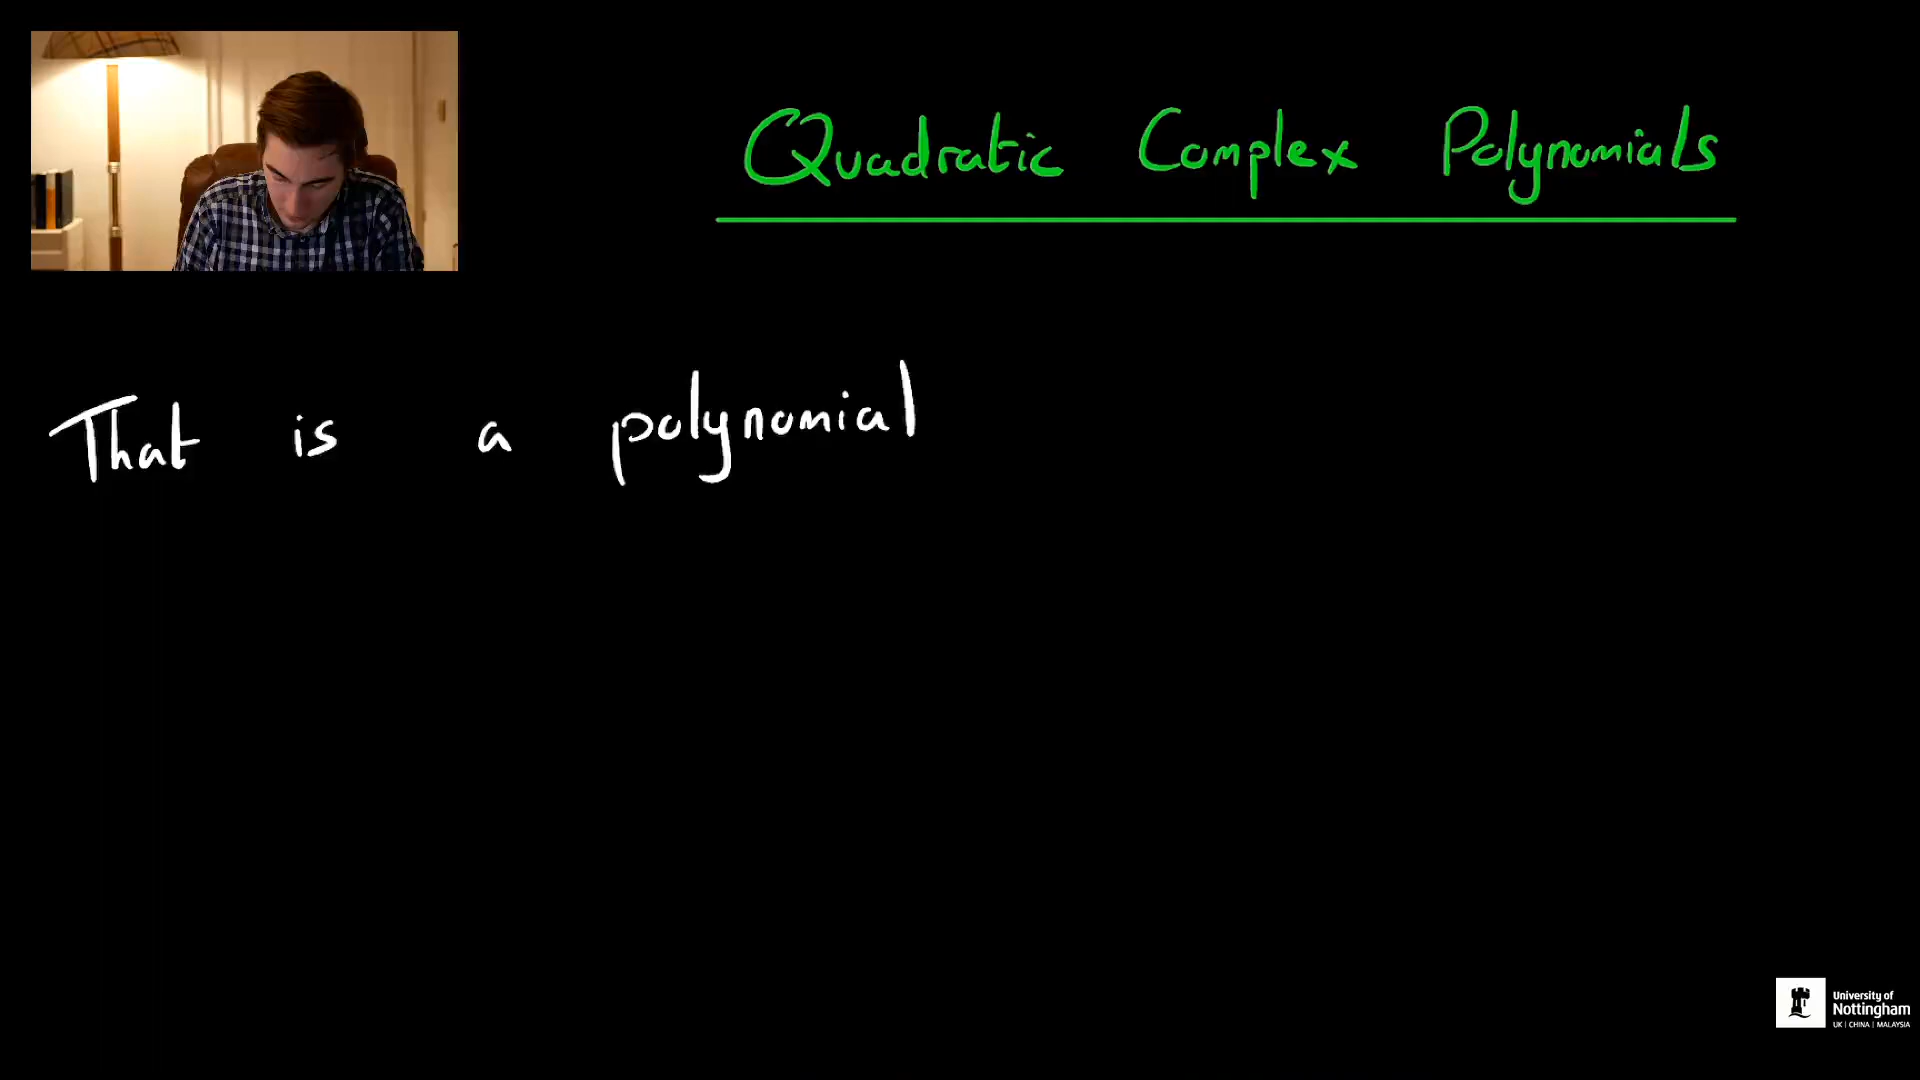 Quadratic Complex Polynomials
That is a polynomial
University of
Nottingham
UK | CHINA | MALAYSIA